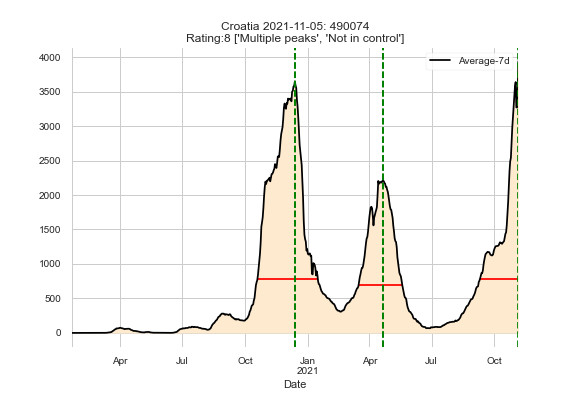 Croatia 2021-11-05: 490074
Rating:8 ['Multiple peaks', 'Not in control']
Average-7d
4000
3500
3000
2500
2000
1500
1000
500
0
Apr Jul Oct Jan Apr Jul Oct
2021
Date